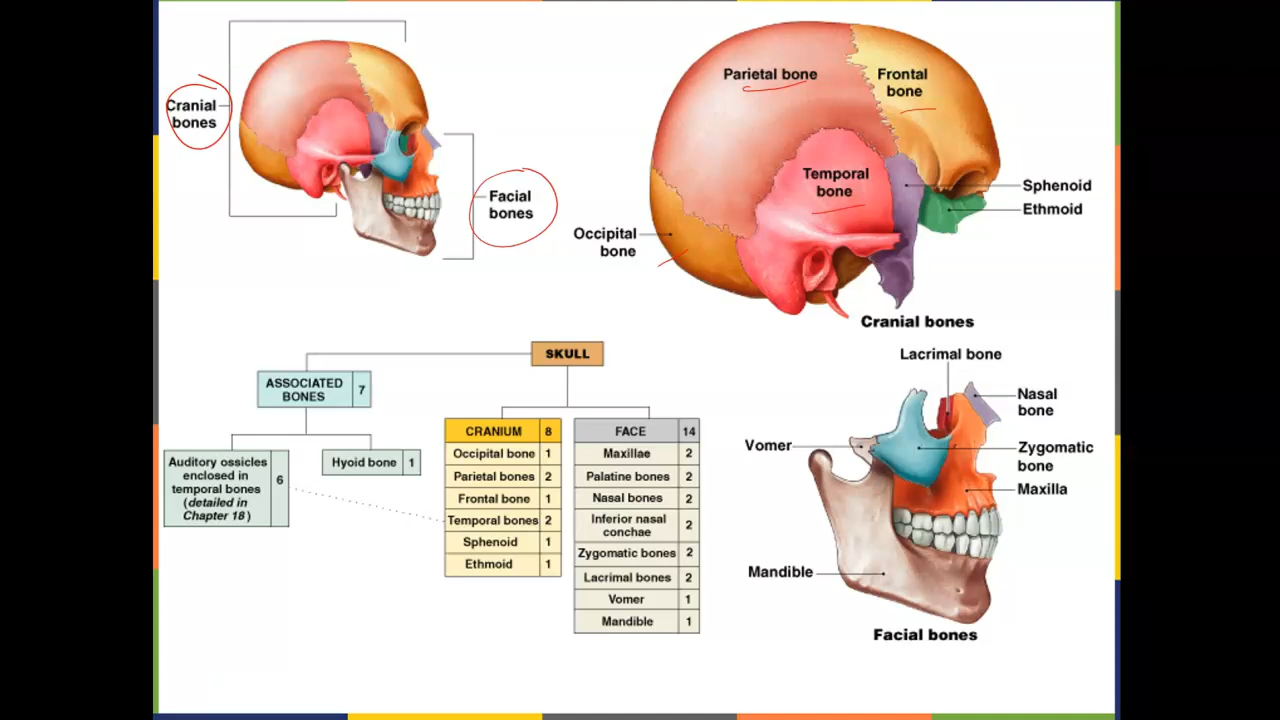 Cranial
bones
Facial
bones
Parietal bone
Frontal
bone
Temporal
bone
Sphenoid
Ethmoid
Occipital
bone
Cranial bones
SKULL
ASSOCIATED
BONES
7
Auditory ossicles
enclosed in
temporal bones
(detailed in
Chapter 18)
6
Hyoid bone 1
CRANIUM 8
Occipital bone 1
Parietal bones 2
Frontal bone 1
Temporal bones 2
Sphenoid 1
Ethmoid 1
FACE 14
Maxillae 2
Palatine bones 2
Nasal bones 2
Inferior nasal
conchae
2
Zygomatic bones 2
Lacrimal bones 2
Vomer 1
Mandible 1
Lacrimal bone
Nasal
bone
Vomer
Zygomatic
bone
Maxilla
Mandible
Facial bones